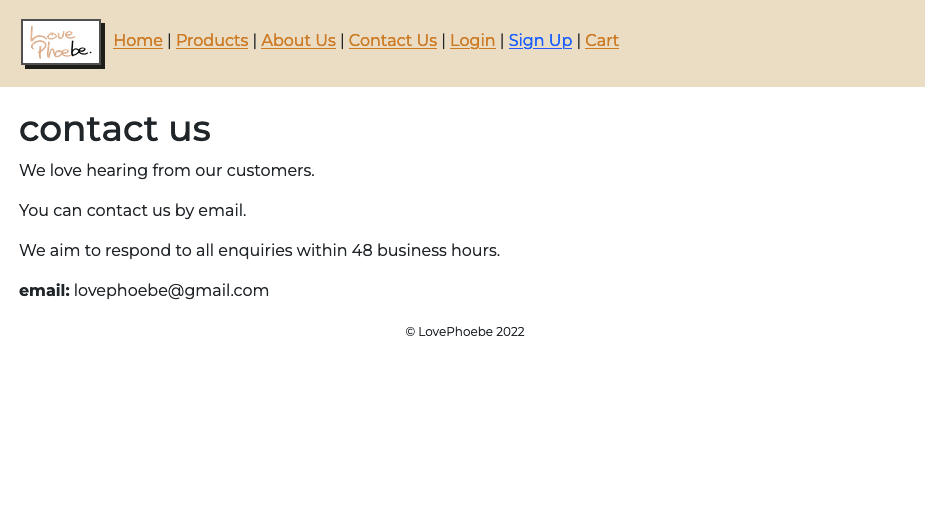 Love
Phoebe.
Home | Products | About Us | Contact Us | Login | Sign Up | Cart
contact us
We love hearing from our customers.
You can contact us by email.
We aim to respond to all enquiries within 48 business hours.
email: lovephoebe@gmail.com
© LovePhoebe 2022